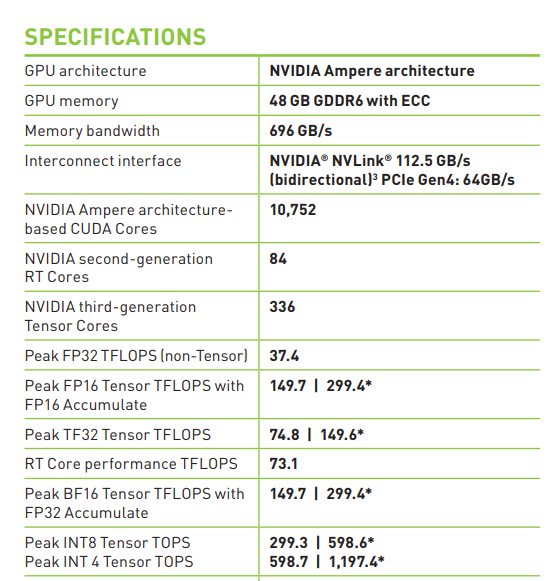 SPECIFICATIONS
GPU architecture NVIDIA Ampere architecture
GPU memory 48 GB GDDR6 with ECC
Memory bandwidth 696 GB/s
Interconnect interface NVIDIA® NVLink® 112.5 GB/s
(bidirectional)³ PCIe Gen4: 64GB/s
NVIDIA Ampere architecture- 10,752
based CUDA Cores
NVIDIA second-generation 84
RT Cores
NVIDIA third-generation 336
Tensor Cores
Peak FP32 TFLOPS (non-Tensor) 37.4
Peak FP16 Tensor TFLOPS with 149.7 | 299.4*
FP16 Accumulate
Peak TF32 Tensor TFLOPS 74.8 | 149.6*
RT Core performance TFLOPS 73.1
Peak BF16 Tensor TFLOPS with 149.7 | 299.4*
FP32 Accumulate
Peak INT8 Tensor TOPS 299.3 | 598.6*
Peak INT 4 Tensor TOPS 598.7 | 1,197.4*